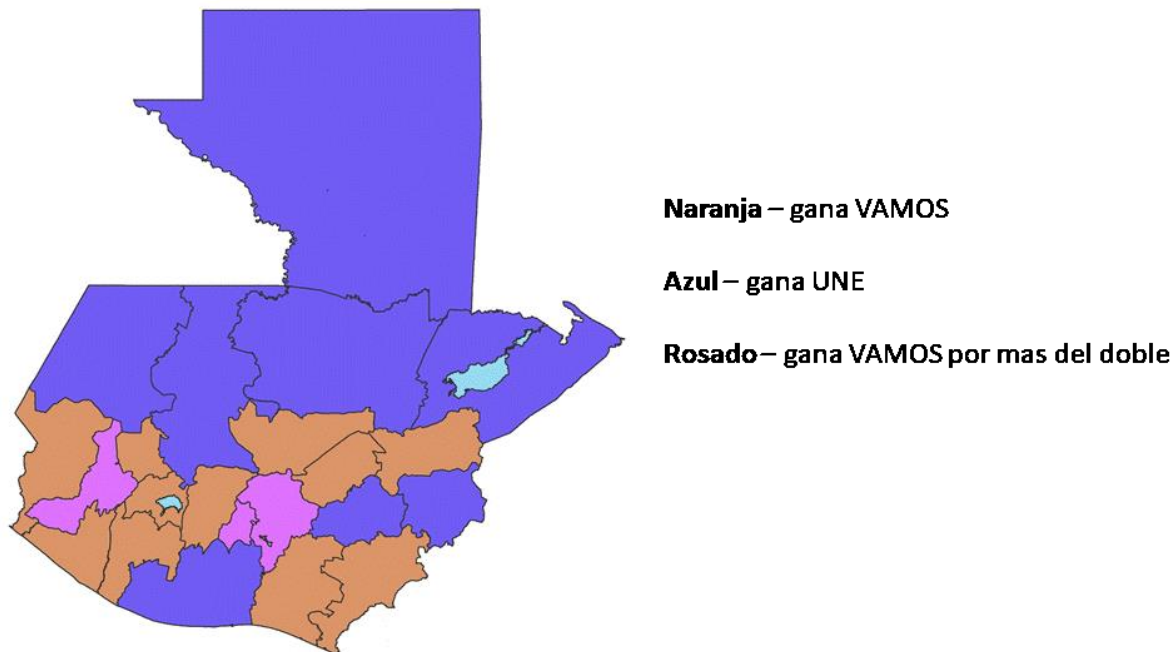 Naranja – gana VAMOS
Azul – gana UNE
Rosado – gana VAMOS por mas del doble